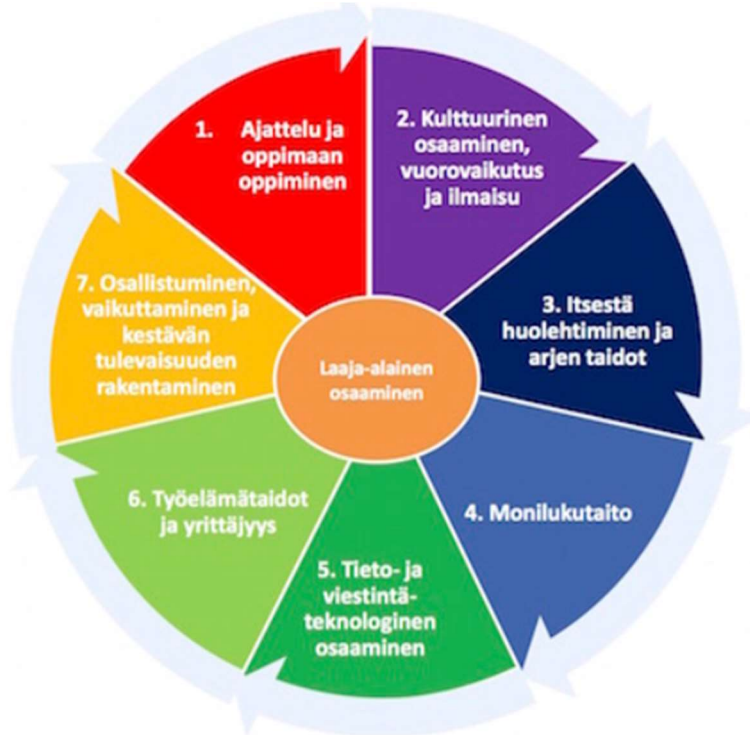 1. Ajattelu ja
oppimaan
oppiminen
2. Kulttuurinen
osaaminen,
vuorovaikutus
ja ilmaisu
3. Itsestä
huolehtiminen ja
arjen taidot
4. Monilukutaito
5. Tieto- ja
viestintä-
teknologinen
osaaminen
6. Työelämätaidot
ja yrittäjyys
7. Osallistuminen,
vaikuttaminen ja
kestävän
tulevaisuuden
rakentaminen
Laaja-alainen
osaaminen